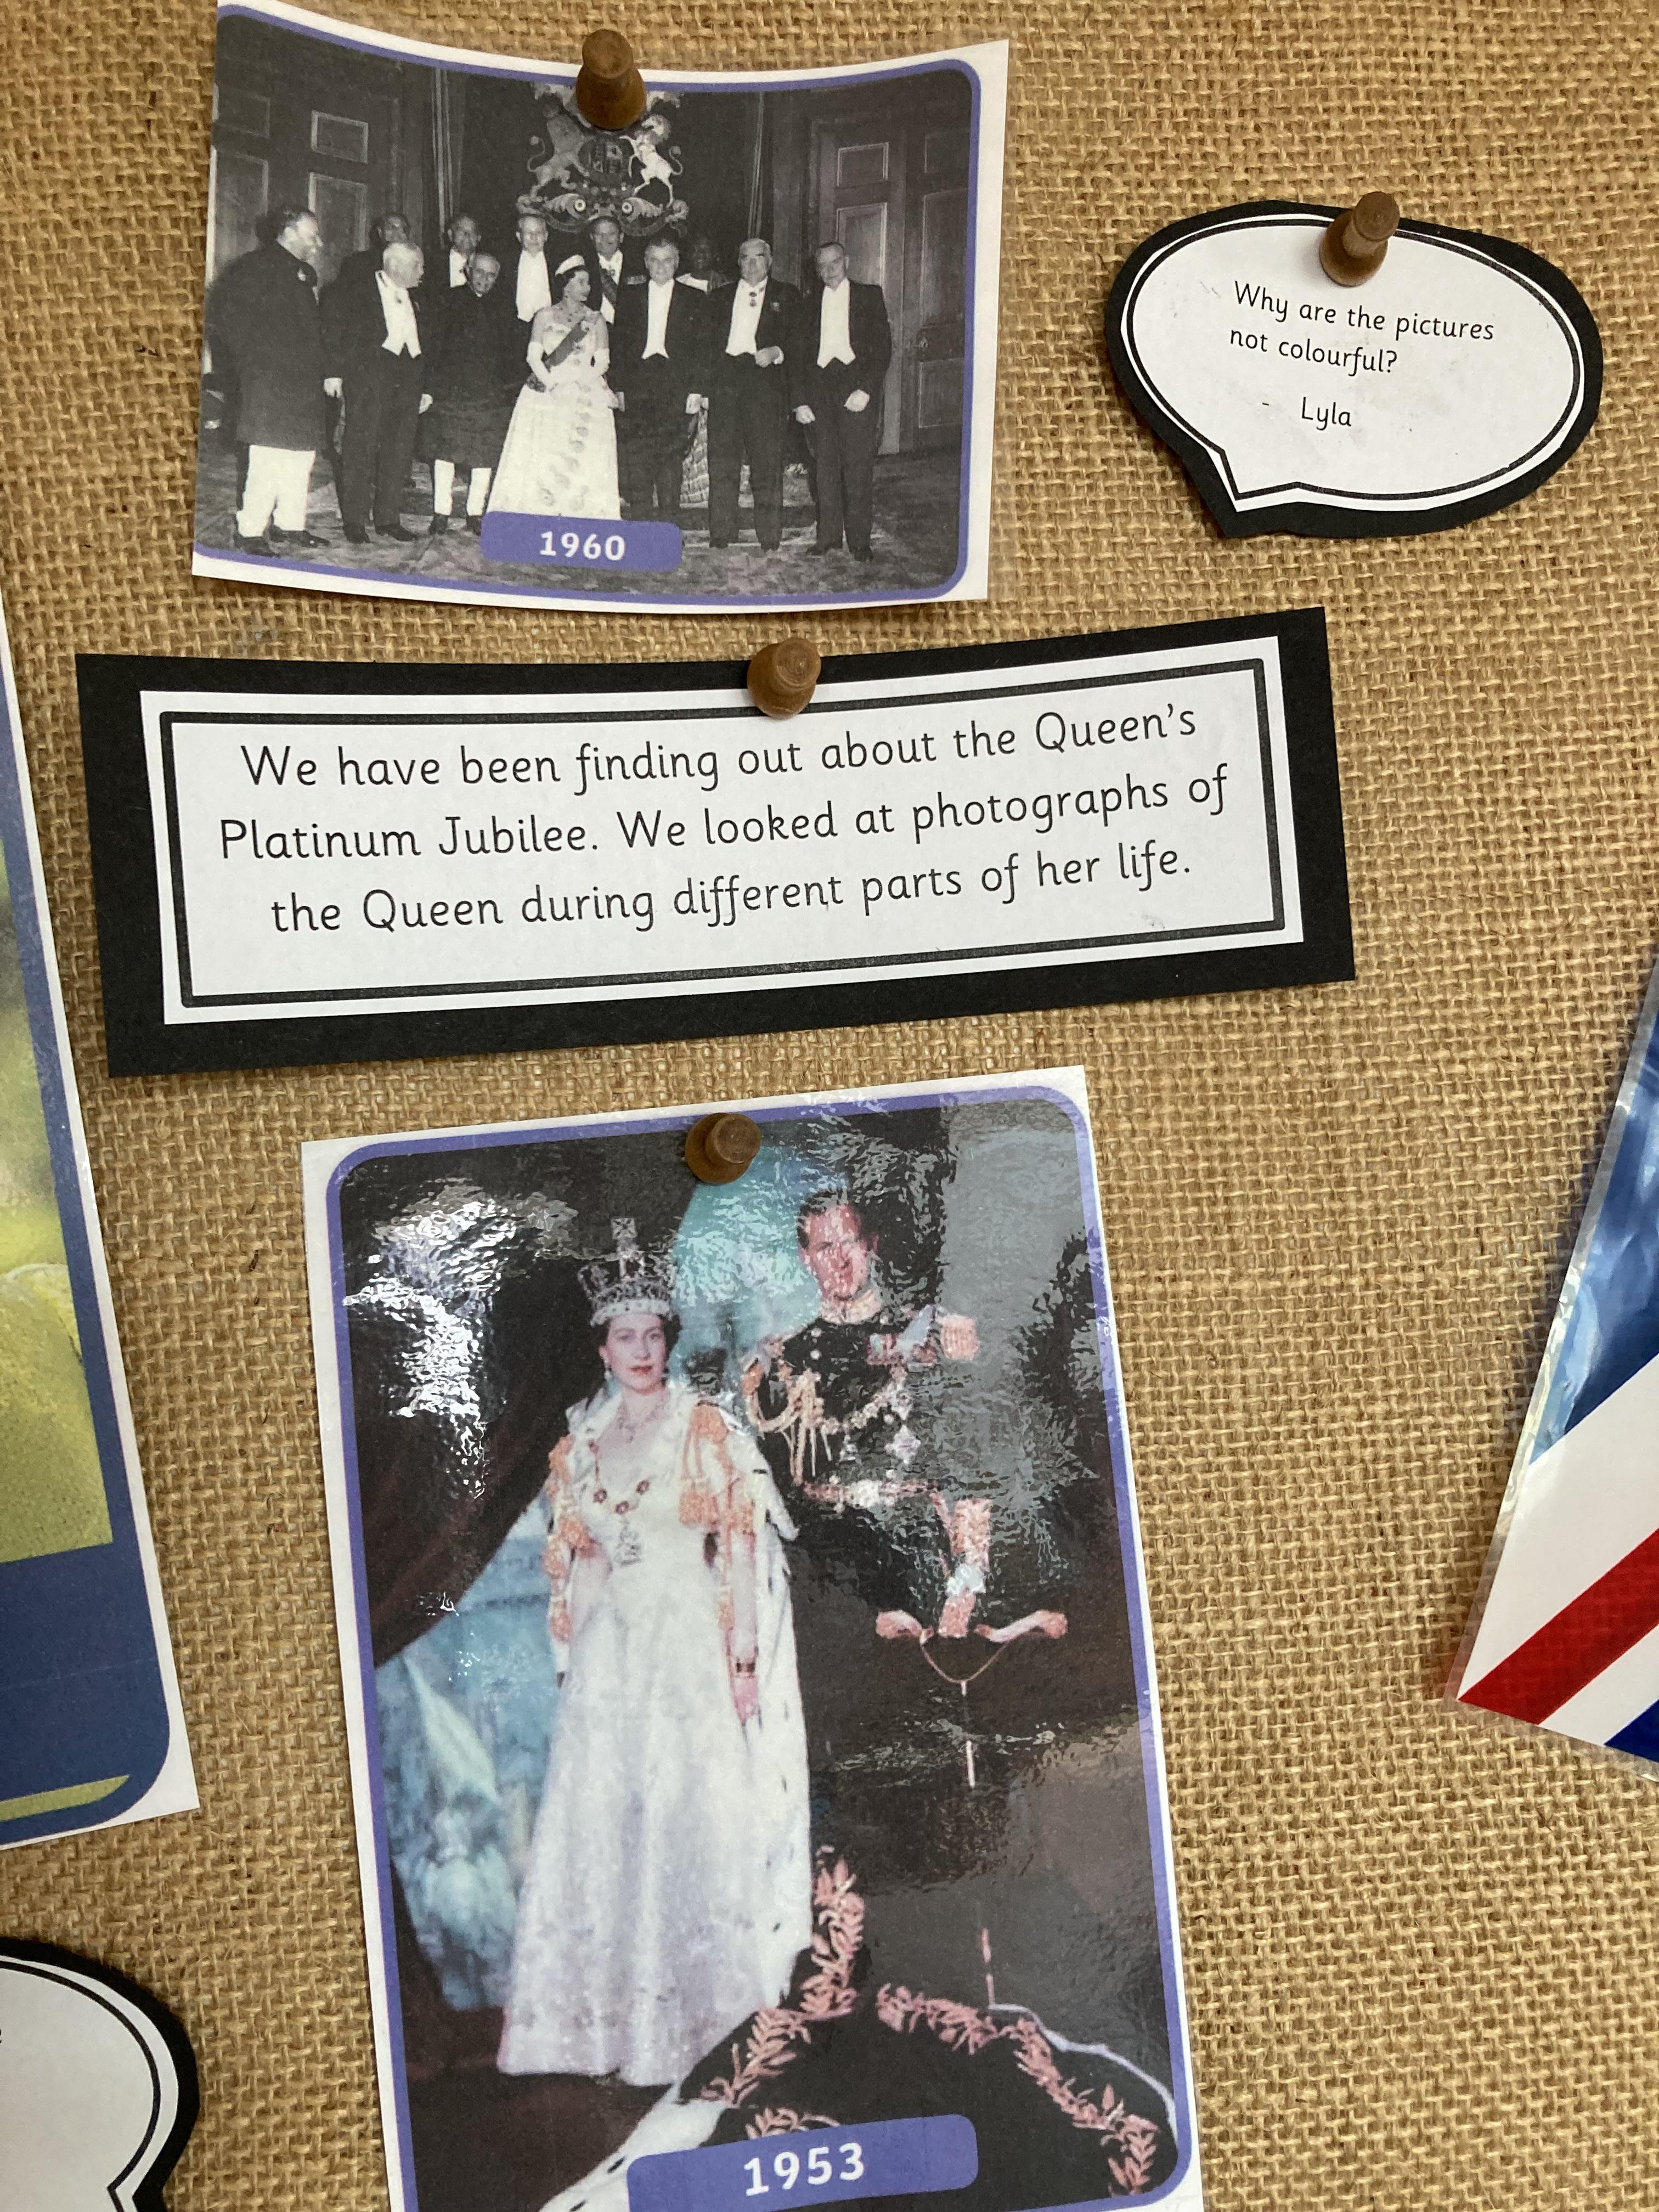 1960
Why are the pictures
not colourful?
- Lyla
We have been finding out about the Queen's
Platinum Jubilee. We looked at photographs of
the Queen during different parts of her life.
1953